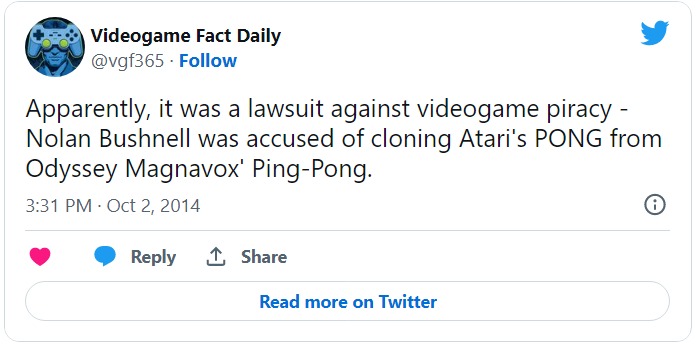 Videogame Fact Daily
@vgf365 · Follow
Apparently, it was a lawsuit against videogame piracy -
Nolan Bushnell was accused of cloning Atari's PONG from
Odyssey Magnavox' Ping-Pong.
3:31 PM · Oct 2, 2014
Reply Share
Read more on Twitter